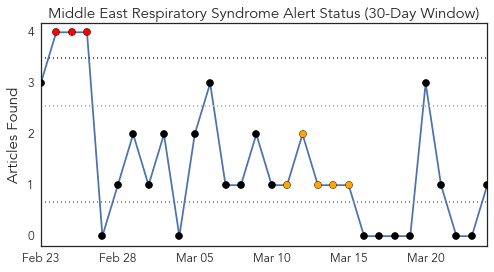 Middle East Respiratory Syndrome Alert Status (30-Day Window)
Articles Found
4
3
2
1
0
Feb 23 Feb 28 Mar 05 Mar 10 Mar 15 Mar 20